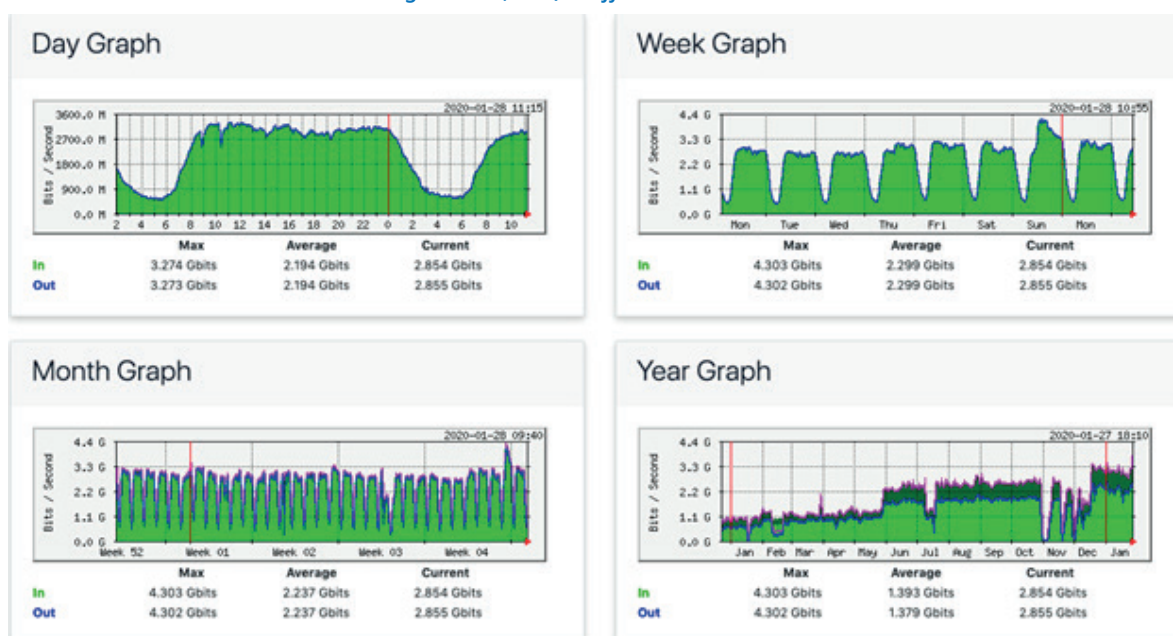 Day Graph
2020-01-28 11:15
3600.0 M
2700.0 M
1800.0 M
900.0 M
0.0 M
Bits / Second
2 4 6 8 10 12 14 16 18 20 22 0 2 4 6 8 10
Max Average Current
In 3.274 Gbits 2.194 Gbits 2.854 Gbits
Out 3.273 Gbits 2.194 Gbits 2.855 Gbits
Week Graph
2020-01-28 10:55
4.4 G
3.3 G
2.2 G
1.1 G
0.0 G
Bits / Second
Mon Tue Wed Thu Fri Sat Sun Mon
Max Average Current
In 4.303 Gbits 2.299 Gbits 2.854 Gbits
Out 4.302 Gbits 2.299 Gbits 2.855 Gbits
Month Graph
2020-01-28 09:40
4.4 G
3.3 G
2.2 G
1.1 G
0.0 G
Bits / Second
Week 52 Week 01 Week 02 Week 03 Week 04
Max Average Current
In 4.303 Gbits 2.237 Gbits 2.854 Gbits
Out 4.302 Gbits 2.237 Gbits 2.855 Gbits
Year Graph
2020-01-27 18:10
4.4 G
3.3 G
2.2 G
1.1 G
0.0 G
Bits / Second
Jan Feb Mar Apr May Jun Jul Aug Sep Oct Nov Dec Jan
Max Average Current
In 4.303 Gbits 1.393 Gbits 2.854 Gbits
Out 4.302 Gbits 1.379 Gbits 2.855 Gbits